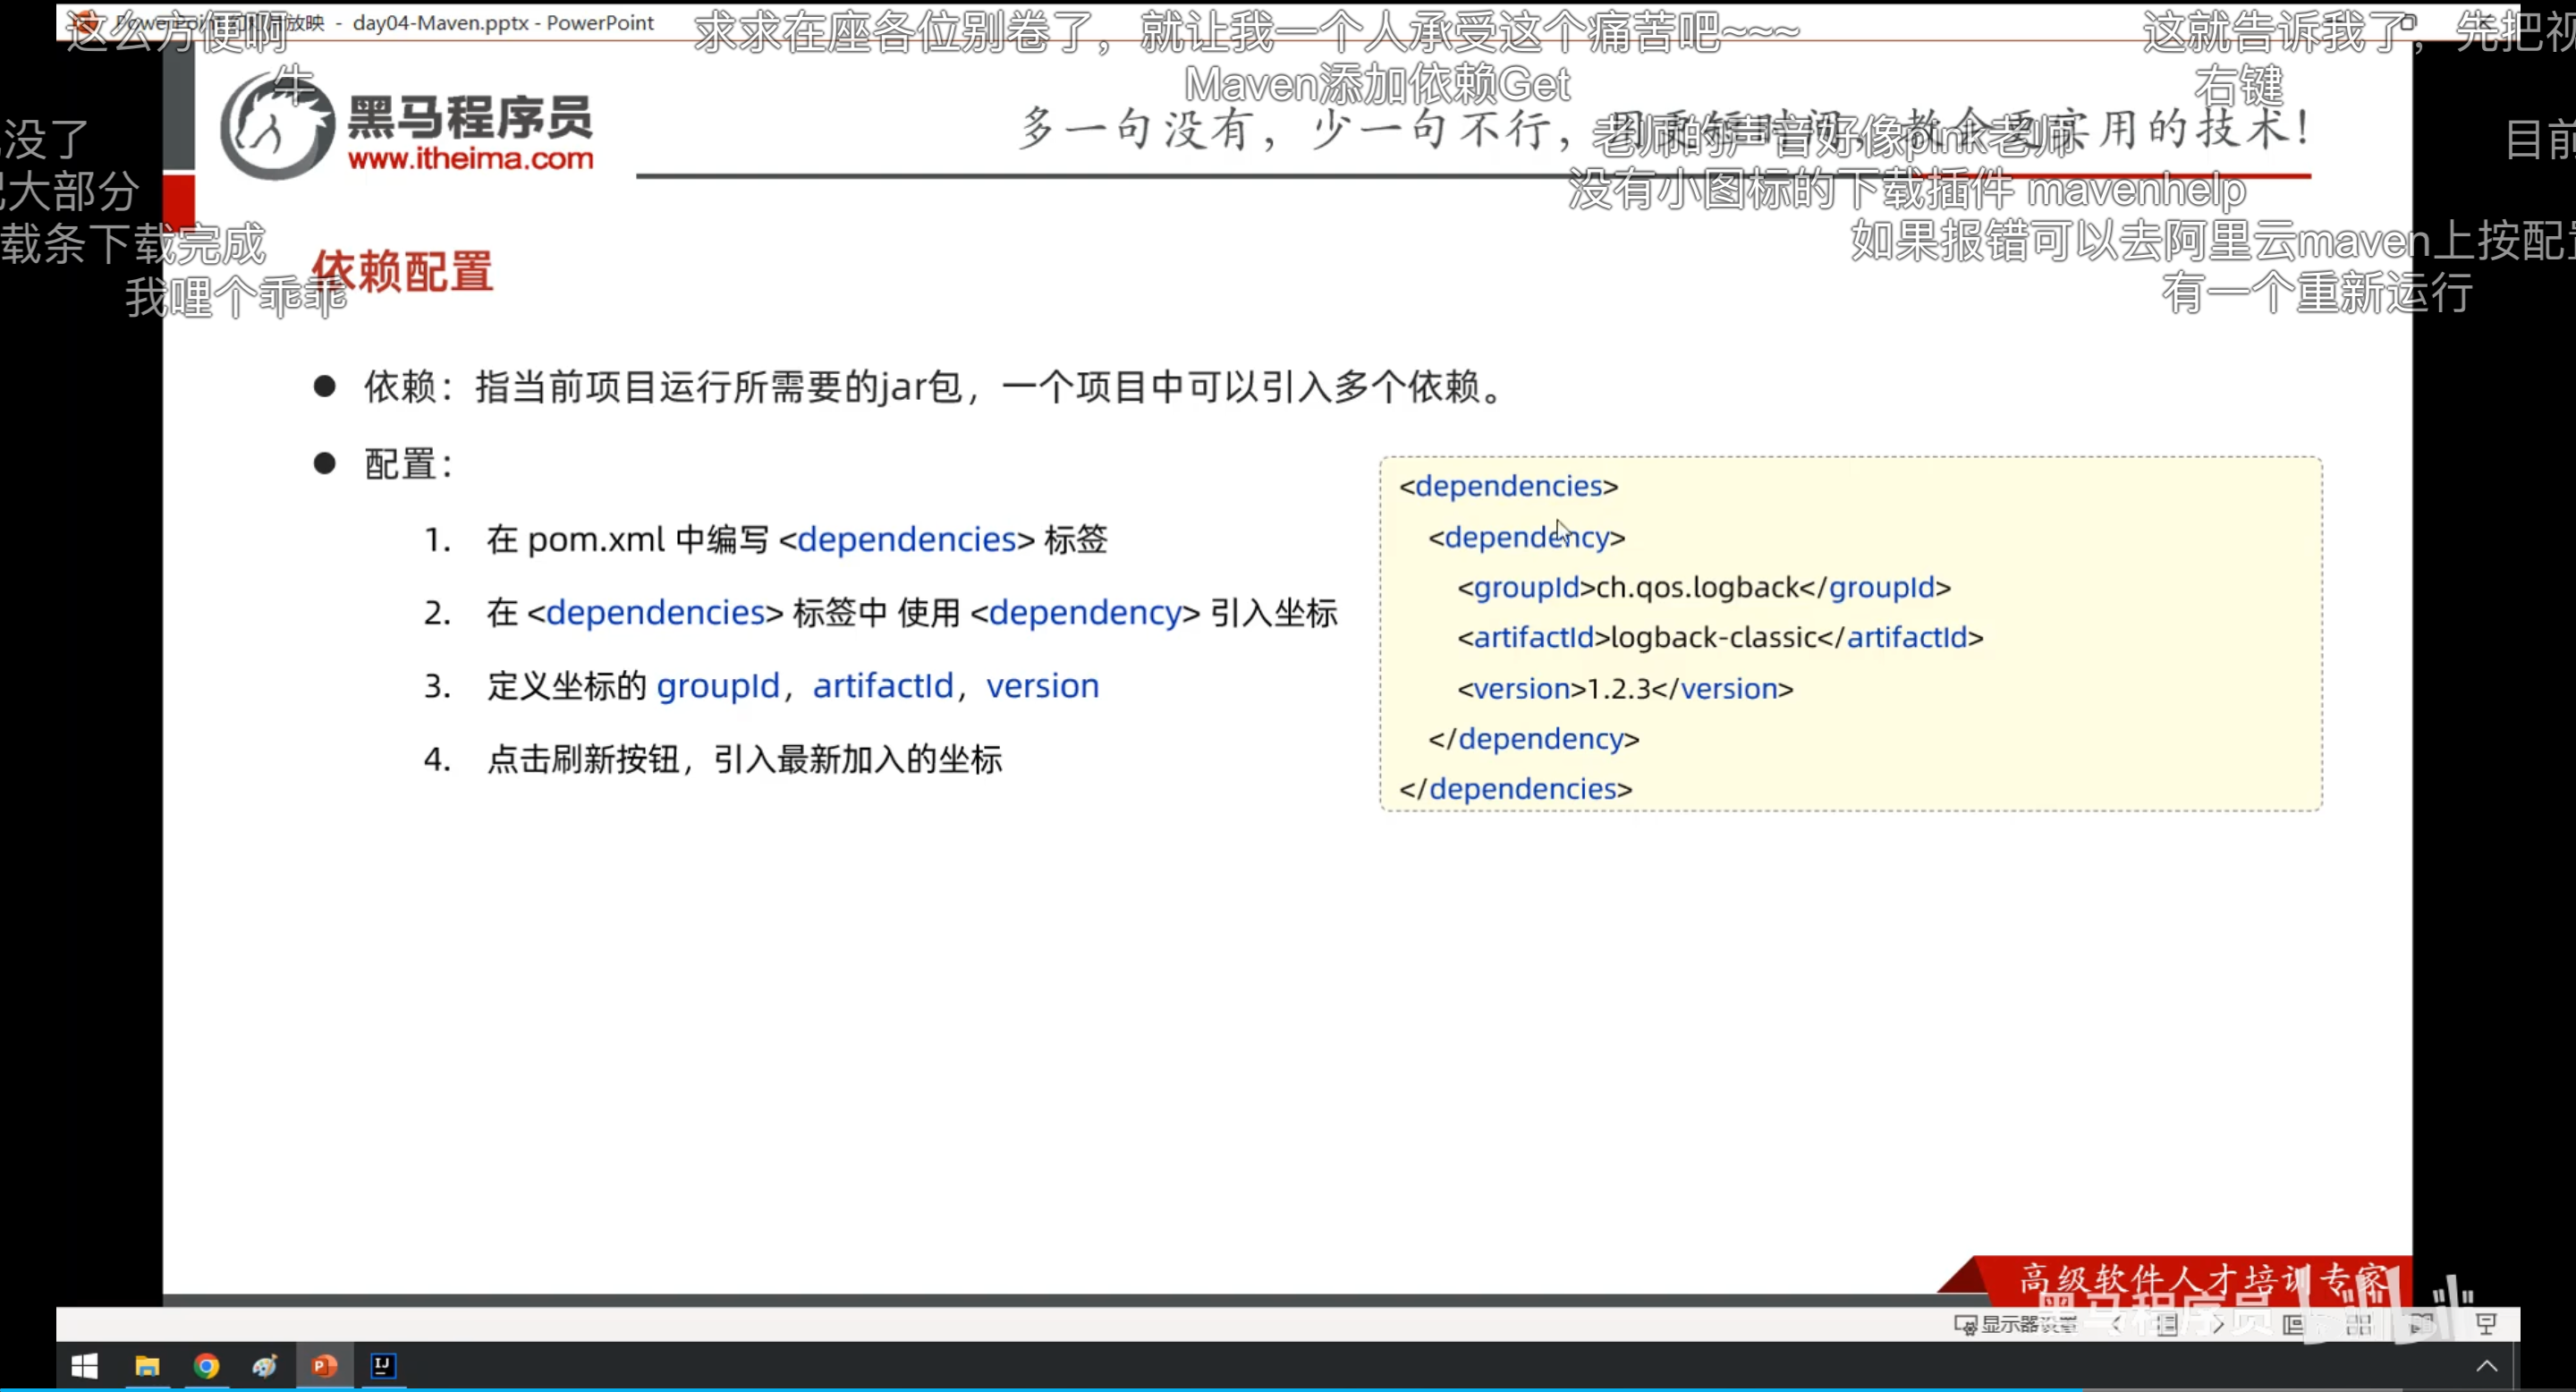 day04-Maven.pptx - PowerPoint
这么方便啊
求求在座各位别卷了，就让我一个人承受这个痛苦吧~~~
这就告诉我了，先把视
牛
Maven添加依赖Get
右键
黑马程序员
www.itheima.com
多一句没有，少一句不行，用更短时间，教会更实用的技术！
没了
老师的声音好像pink老师
目前
大部分
没有小图标的下载插件 mavenhelp
载条下载完成
如果报错可以去阿里云maven上按配置
依赖配置
我哩个乖乖
有一个重新运行
● 依赖：指当前项目运行所需要的jar包，一个项目中可以引入多个依赖。
● 配置：
1. 在 pom.xml 中编写 <dependencies> 标签
2. 在 <dependencies> 标签中 使用 <dependency> 引入坐标
3. 定义坐标的 groupId，artifactId，version
4. 点击刷新按钮，引入最新加入的坐标
<dependencies>
<dependency>
<groupId>ch.qos.logback</groupId>
<artifactId>logback-classic</artifactId>
<version>1.2.3</version>
</dependency>
</dependencies>
高级软件人才培训专家
黑马程序员
显示器设置